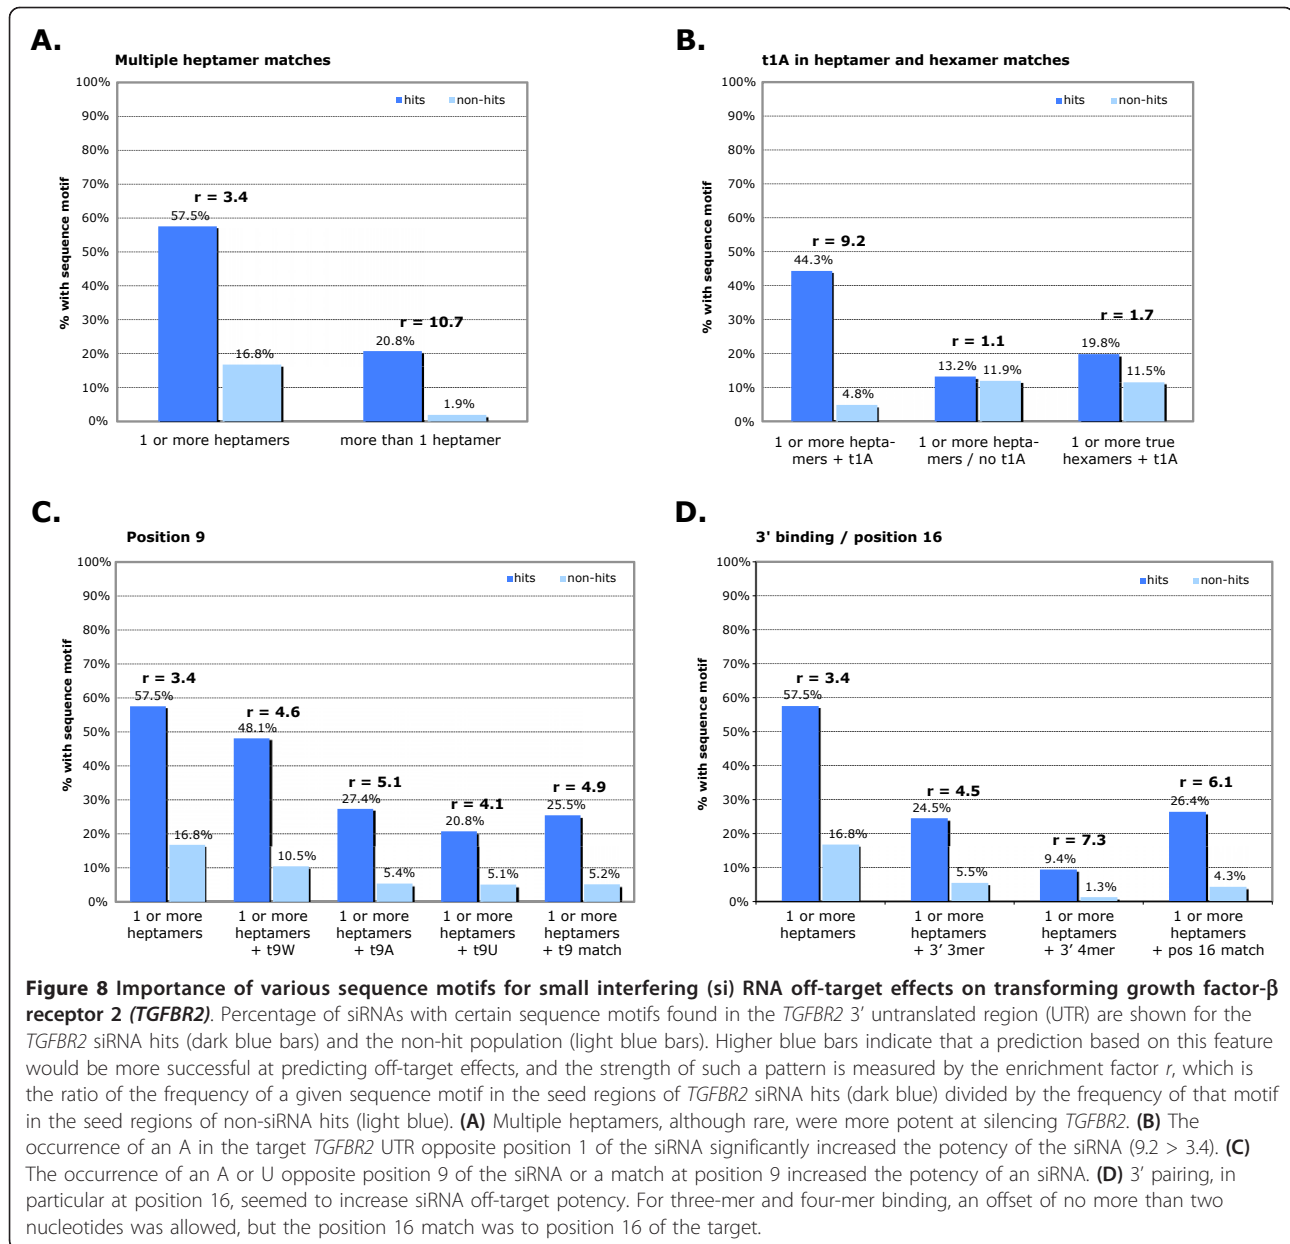 A.
Multiple heptamer matches
hits non-hits
% with sequence motif
100%
90%
80%
70%
60%
50%
40%
30%
20%
10%
0%
r = 3.4
57.5%
16.8%
r = 10.7
20.8%
1.9%
1 or more heptamers
more than 1 heptamer
B.
t1A in heptamer and hexamer matches
hits non-hits
% with sequence motif
100%
90%
80%
70%
60%
50%
40%
30%
20%
10%
0%
r = 9.2
44.3%
4.8%
r = 1.1
13.2%
11.9%
r = 1.7
19.8%
11.5%
1 or more hepta-
mers + t1A
1 or more hepta-
mers / no t1A
1 or more true
hexamers + t1A
C.
Position 9
hits non-hits
% with sequence motif
100%
90%
80%
70%
60%
50%
40%
30%
20%
10%
0%
r = 3.4
57.5%
16.8%
r = 4.6
48.1%
10.5%
r = 5.1
27.4%
5.4%
r = 4.1
20.8%
5.1%
r = 4.9
25.5%
5.2%
1 or more
heptamers
1 or more
heptamers
+ t9W
1 or more
heptamers
+ t9A
1 or more
heptamers
+ t9U
1 or more
heptamers
+ t9 match
D.
3' binding / position 16
hits non-hits
% with sequence motif
100%
90%
80%
70%
60%
50%
40%
30%
20%
10%
0%
r = 3.4
57.5%
16.8%
r = 4.5
24.5%
5.5%
r = 7.3
9.4%
1.3%
r = 6.1
26.4%
4.3%
1 or more
heptamers
1 or more
heptamers
+ 3′ 3mer
1 or more
heptamers
+ 3′ 4mer
1 or more
heptamers
+ pos 16 match
Figure 8 Importance of various sequence motifs for small interfering (si) RNA off-target effects on transforming growth factor-β
receptor 2 (TGFBR2). Percentage of siRNAs with certain sequence motifs found in the TGFBR2 3′ untranslated region (UTR) are shown for the
TGFBR2 siRNA hits (dark blue bars) and the non-hit population (light blue bars). Higher blue bars indicate that a prediction based on this feature
would be more successful at predicting off-target effects, and the strength of such a pattern is measured by the enrichment factor r, which is
the ratio of the frequency of a given sequence motif in the seed regions of TGFBR2 siRNA hits (dark blue) divided by the frequency of that motif
in the seed regions of non-siRNA hits (light blue). (A) Multiple heptamers, although rare, were more potent at silencing TGFBR2. (B) The
occurrence of an A in the target TGFBR2 UTR opposite position 1 of the siRNA significantly increased the potency of the siRNA (9.2 > 3.4). (C)
The occurrence of an A or U opposite position 9 of the siRNA or a match at position 9 increased the potency of an siRNA. (D) 3′ pairing, in
particular at position 16, seemed to increase siRNA off-target potency. For three-mer and four-mer binding, an offset of no more than two
nucleotides was allowed, but the position 16 match was to position 16 of the target.